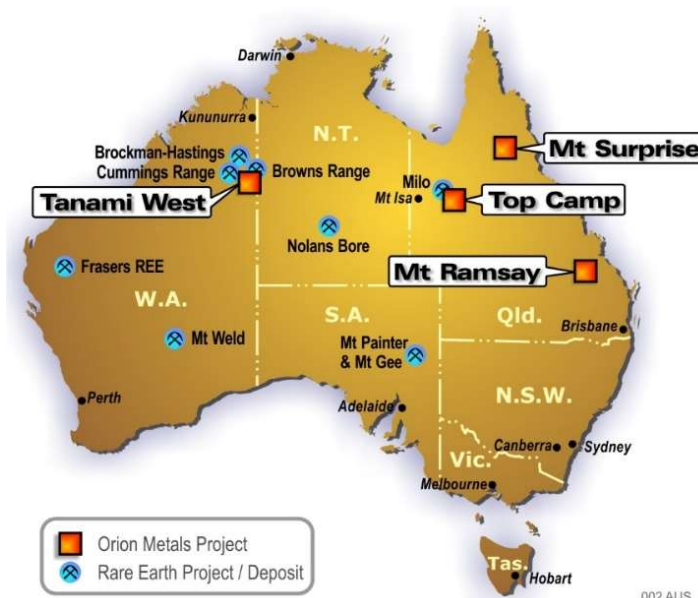 Darwin
Kununurra
N.T.
Brockman-Hastings
Cummings Range
Browns Range
Tanami West
Mt Surprise
Milo
Mt Isa
Top Camp
Nolans Bore
Frasers REE
Mt Ramsay
W.A.
S.A.
Qld.
Mt Weld
Mt Painter
& Mt Gee
Brisbane
Perth
Adelaide
N.S.W.
Canberra
Sydney
Vic.
Melbourne
Orion Metals Project
Rare Earth Project / Deposit
Tas.
Hobart
002 AUS